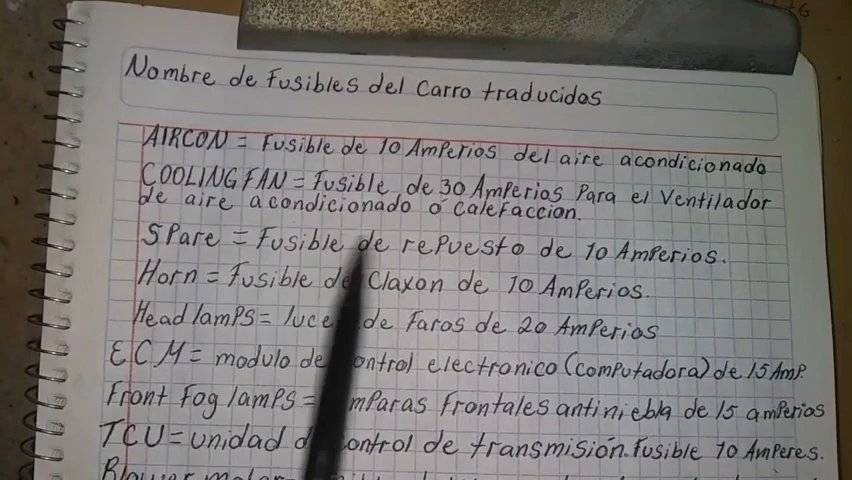 Nombre de Fusibles del Carro traducidos
AIRCON = Fusible de 10 Amperios del aire acondicionado
COOLING FAN = Fusible de 30 Amperios Para el Ventilador
de aire acondicionado ó calefaccion.
SPare = Fusible de repuesto de 10 Amperios.
Horn = Fusible de Claxon de 10 Amperios.
Head lamps = luce de Faros de 20 Amperios
ECM = modulo de control electronico (computadora) de 15 Amp.
Front Fog lamps = mparas Frontales antiniebla de 15 amperios
TCU = unidad d control de transmisión. Fusible 10 Amperes.
Blower